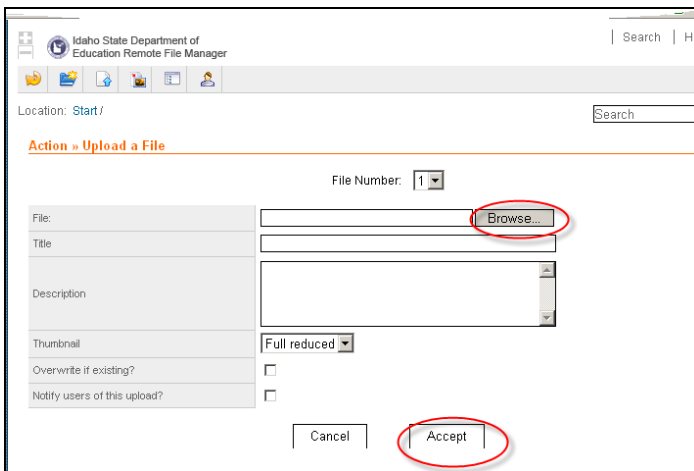 Idaho State Department of
Education Remote File Manager
Search
H
Location: Start /
Search
Action » Upload a File
File Number: 1
File:
Browse...
Title
Description
Thumbnail
Full reduced
Overwrite if existing?
Notify users of this upload?
Cancel
Accept